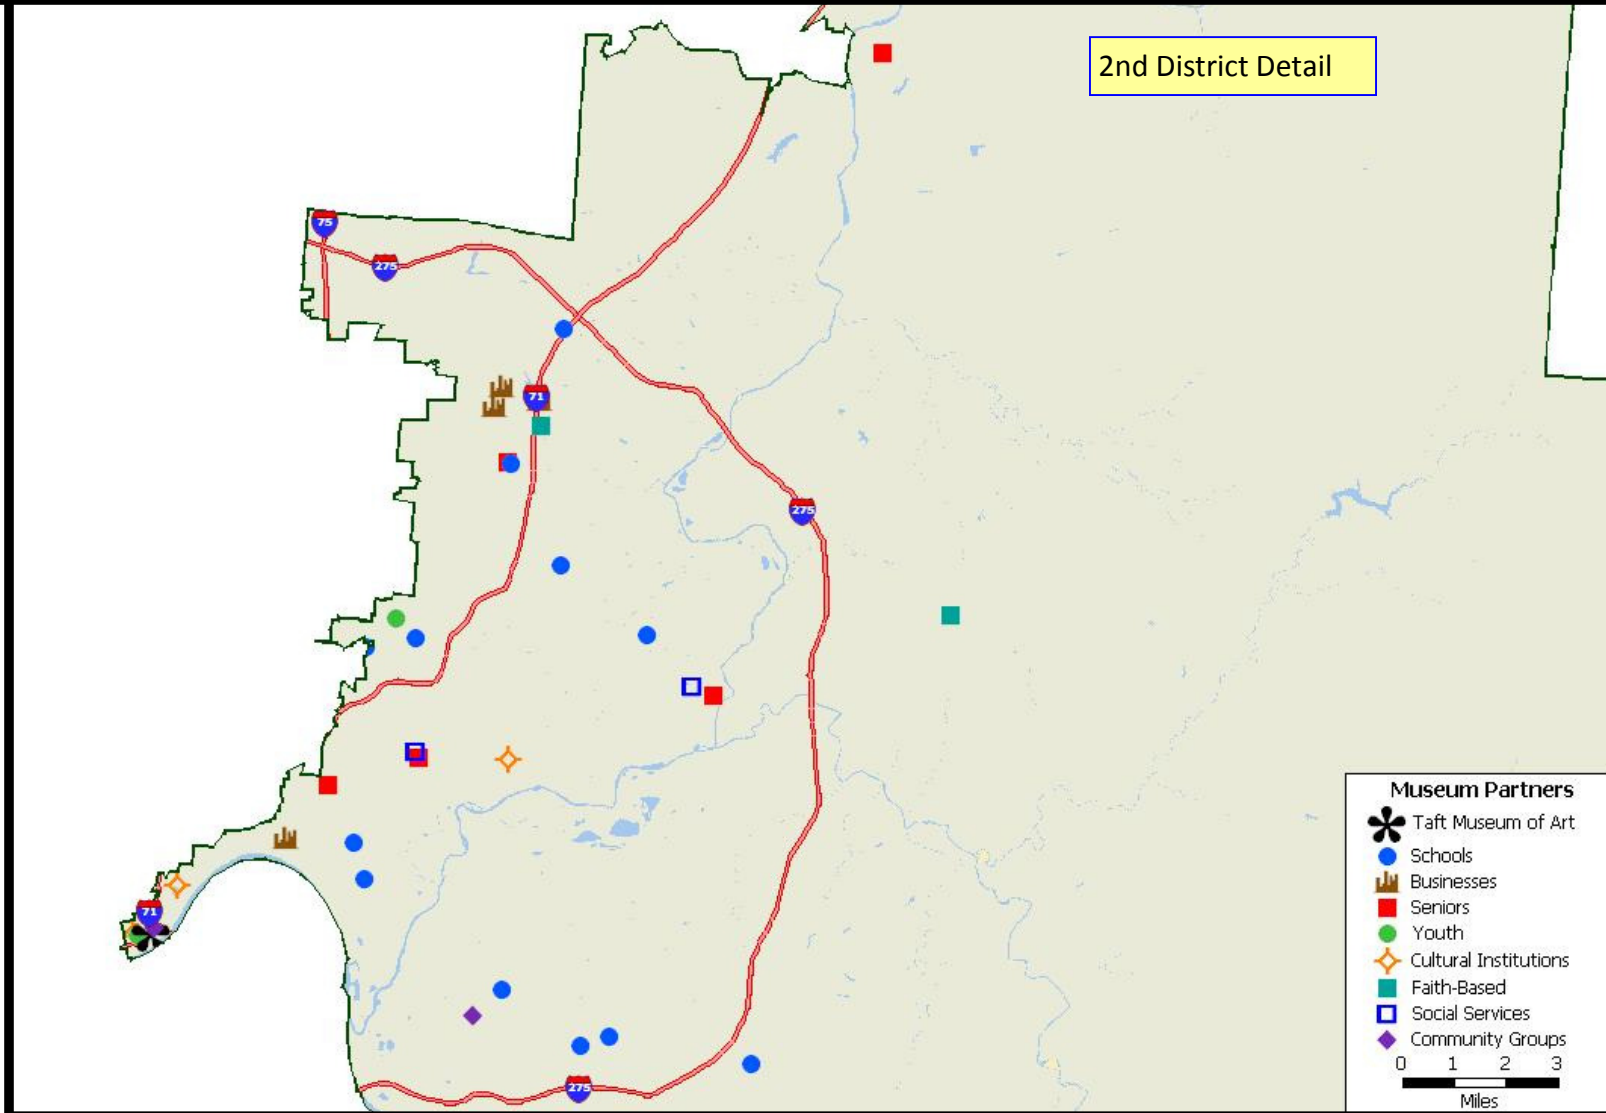 2nd District Detail
75
275
71
275
71
275
Museum Partners
Taft Museum of Art
Schools
Businesses
Seniors
Youth
Cultural Institutions
Faith-Based
Social Services
Community Groups
0 1 2 3
Miles